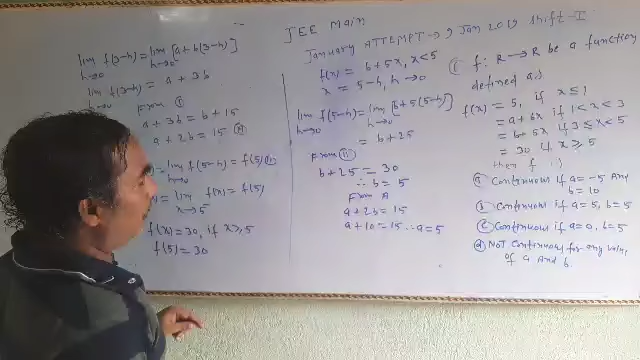 JEE Main
January ATTEMPT → 9 Jan 2019 Shift-I
lim f(3-h) = lim [a + b(3-h)]
h→0 h→0
lim f(3-h) = a + 3b
h→0
From I
a + 3b = b + 15
a + 2b = 15 A
= lim f(5-h) = f(5)
h→0
= lim f(x) = f(5)
x→5
f(x) = 30, if x ≥ 5
f(5) = 30
f(x) = b + 5x, x < 5
x = 5-h, h→0
lim f(5-h) = lim [b + 5(5-h)]
h→0 h→0
= b + 25
From II
b + 25 = 30
∴ b = 5
From A
a + 2b = 15
a + 10 = 15 ∴ a = 5
f: R → R be a function
defined as
f(x) = 5, if x ≤ 1
= a + bx if 1 < x < 3
= b + 5x if 3 ≤ x < 5
= 30 if x ≥ 5
then f is
a Continuous if a = -5 And
b = 10
b Continuous if a = 5, b = 5
c Continuous if a = 0, b = 5
d Not Continuous for any value
of a And b